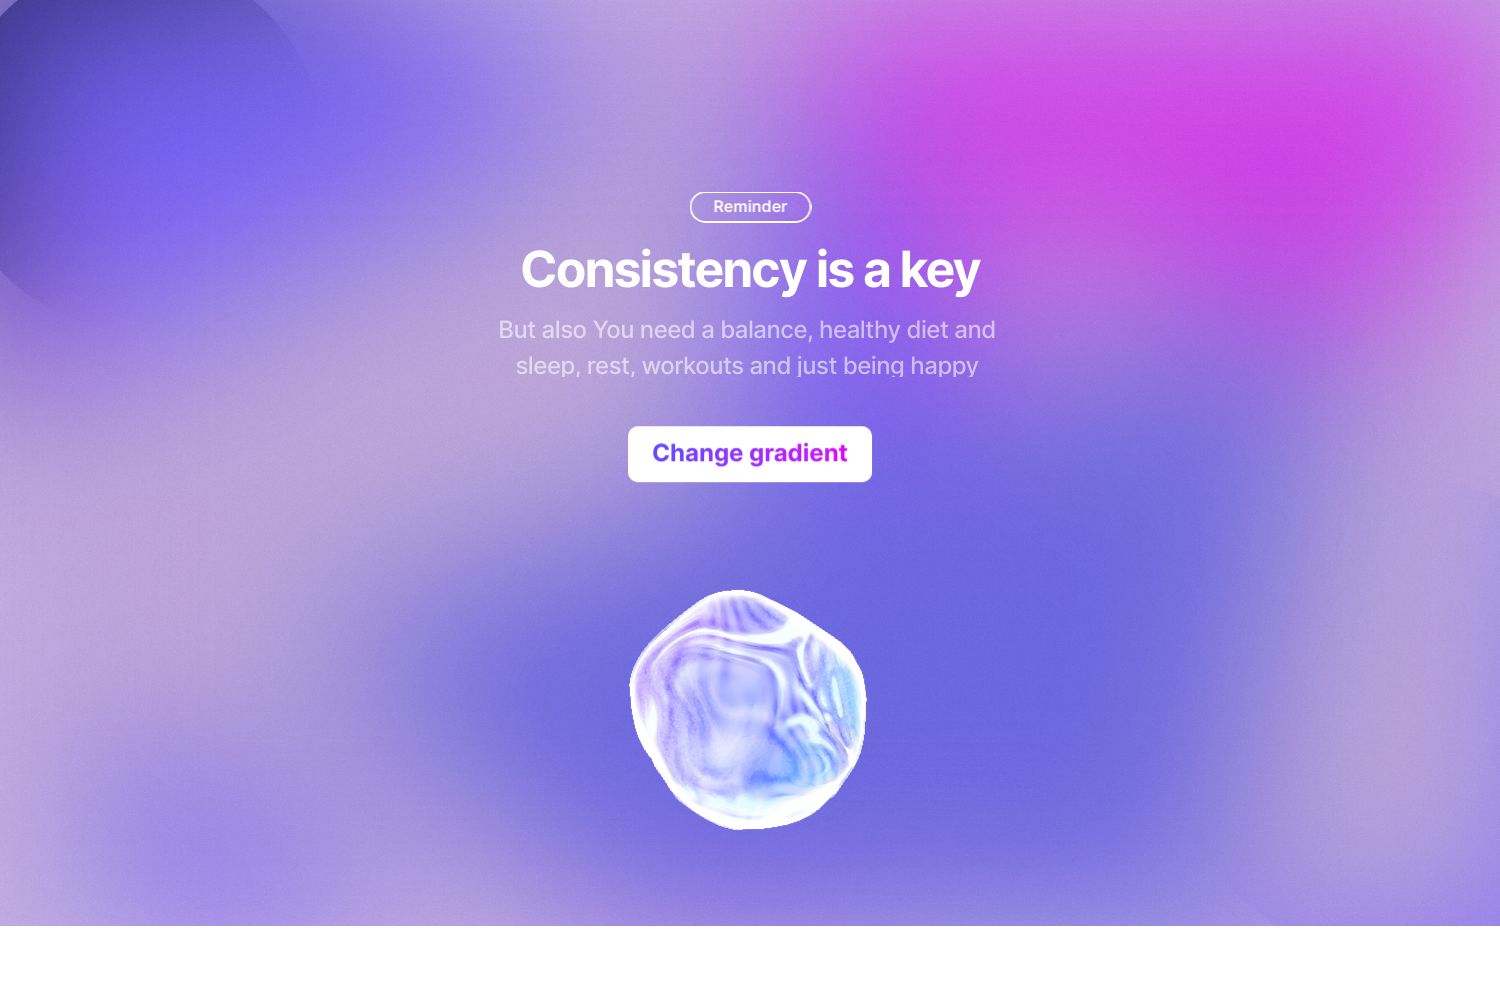 Reminder
Consistency is a key
But also You need a balance, healthy diet and
sleep, rest, workouts and just being happy
Change gradient